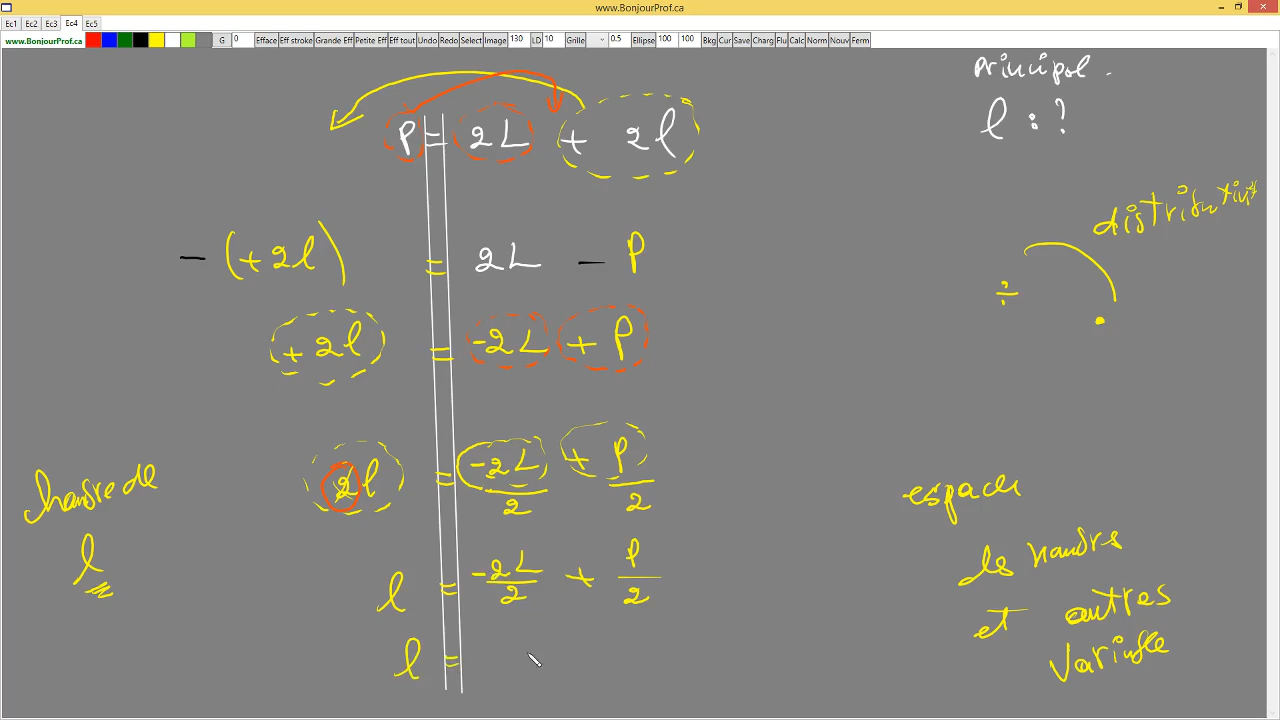 www.BonjourProf.ca
Ec1 Ec2 Ec3 Ec4 Ec5
www.BonjourProf.ca G 0 Efface Eff stroke Grande Eff Petite Eff Eff tout Undo Redo Select Image 130 LD 10 Grille 0.5 Ellipse 100 100 Bkg Cur Save Charg Flu Calc Norm Nouv Ferm
Principal
l : ?
P = 2L + 2l
- (+2l) = 2L - P
÷ .
+ 2l = -2L + P
2l = -2L/2 + P/2
l
l = -2L/2 + P/2
l =
espace
et autres
variable